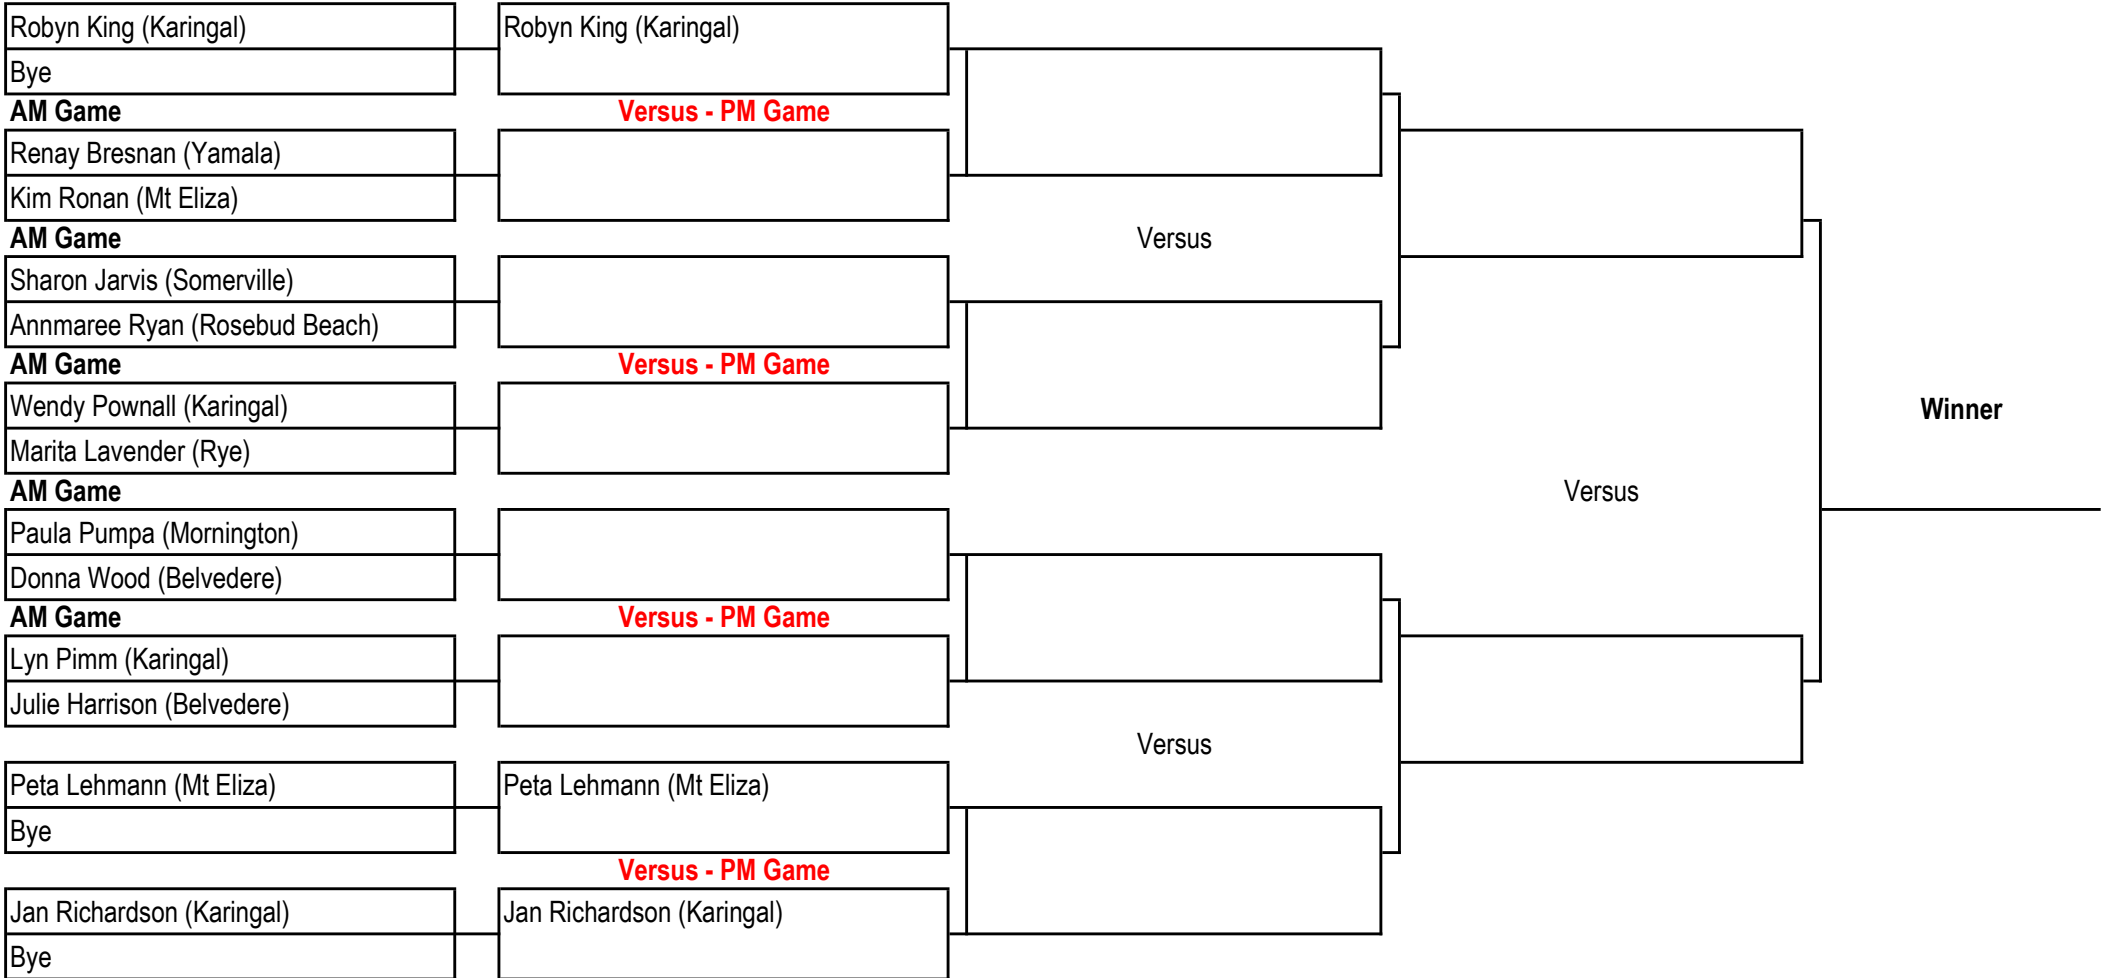 Robyn King (Karingal)
Robyn King (Karingal)
Bye
AM Game
Versus - PM Game
Renay Bresnan (Yamala)
Kim Ronan (Mt Eliza)
AM Game
Versus
Sharon Jarvis (Somerville)
Annmaree Ryan (Rosebud Beach)
AM Game
Versus - PM Game
Wendy Pownall (Karingal)
Winner
Marita Lavender (Rye)
AM Game
Versus
Paula Pumpa (Mornington)
Donna Wood (Belvedere)
AM Game
Versus - PM Game
Lyn Pimm (Karingal)
Julie Harrison (Belvedere)
Versus
Peta Lehmann (Mt Eliza)
Peta Lehmann (Mt Eliza)
Bye
Versus - PM Game
Jan Richardson (Karingal)
Jan Richardson (Karingal)
Bye